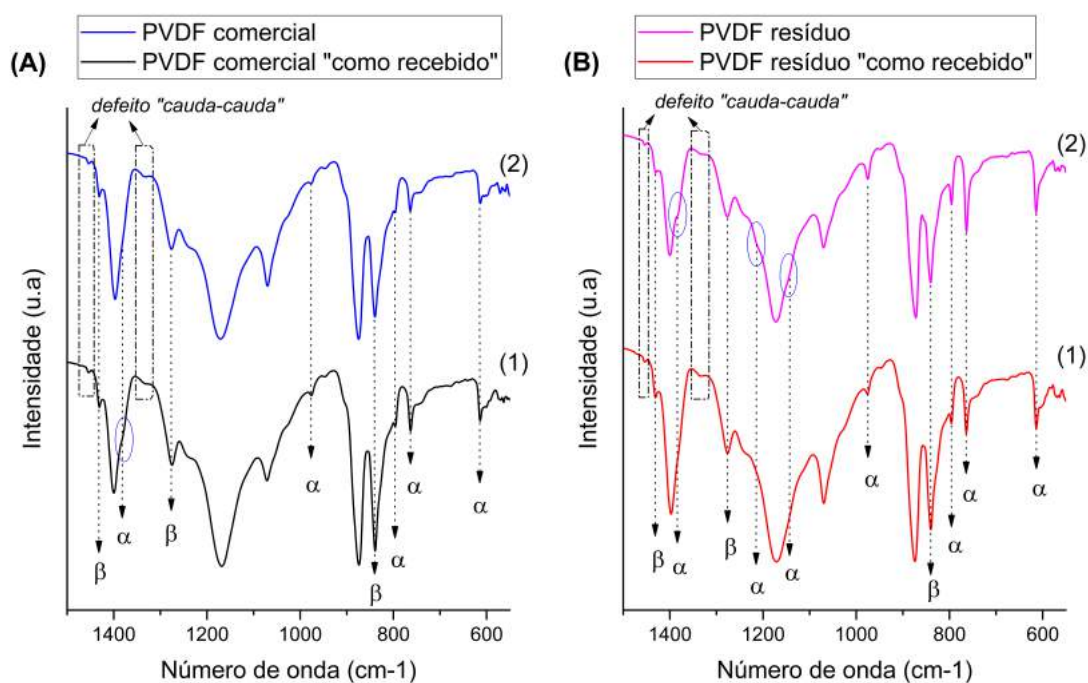 (A)
PVDF comercial
PVDF comercial "como recebido"
defeito "cauda-cauda"
(2)
(1)
β
α
β
α
β
α
α
α
Intensidade (u.a)
1400 1200 1000 800 600
Número de onda (cm-1)
(B)
PVDF resíduo
PVDF resíduo "como recebido"
defeito "cauda-cauda"
(2)
(1)
β
α
β
α
α
α
β
α
α
α
Intensidade (u.a)
1400 1200 1000 800 600
Número de onda (cm-1)